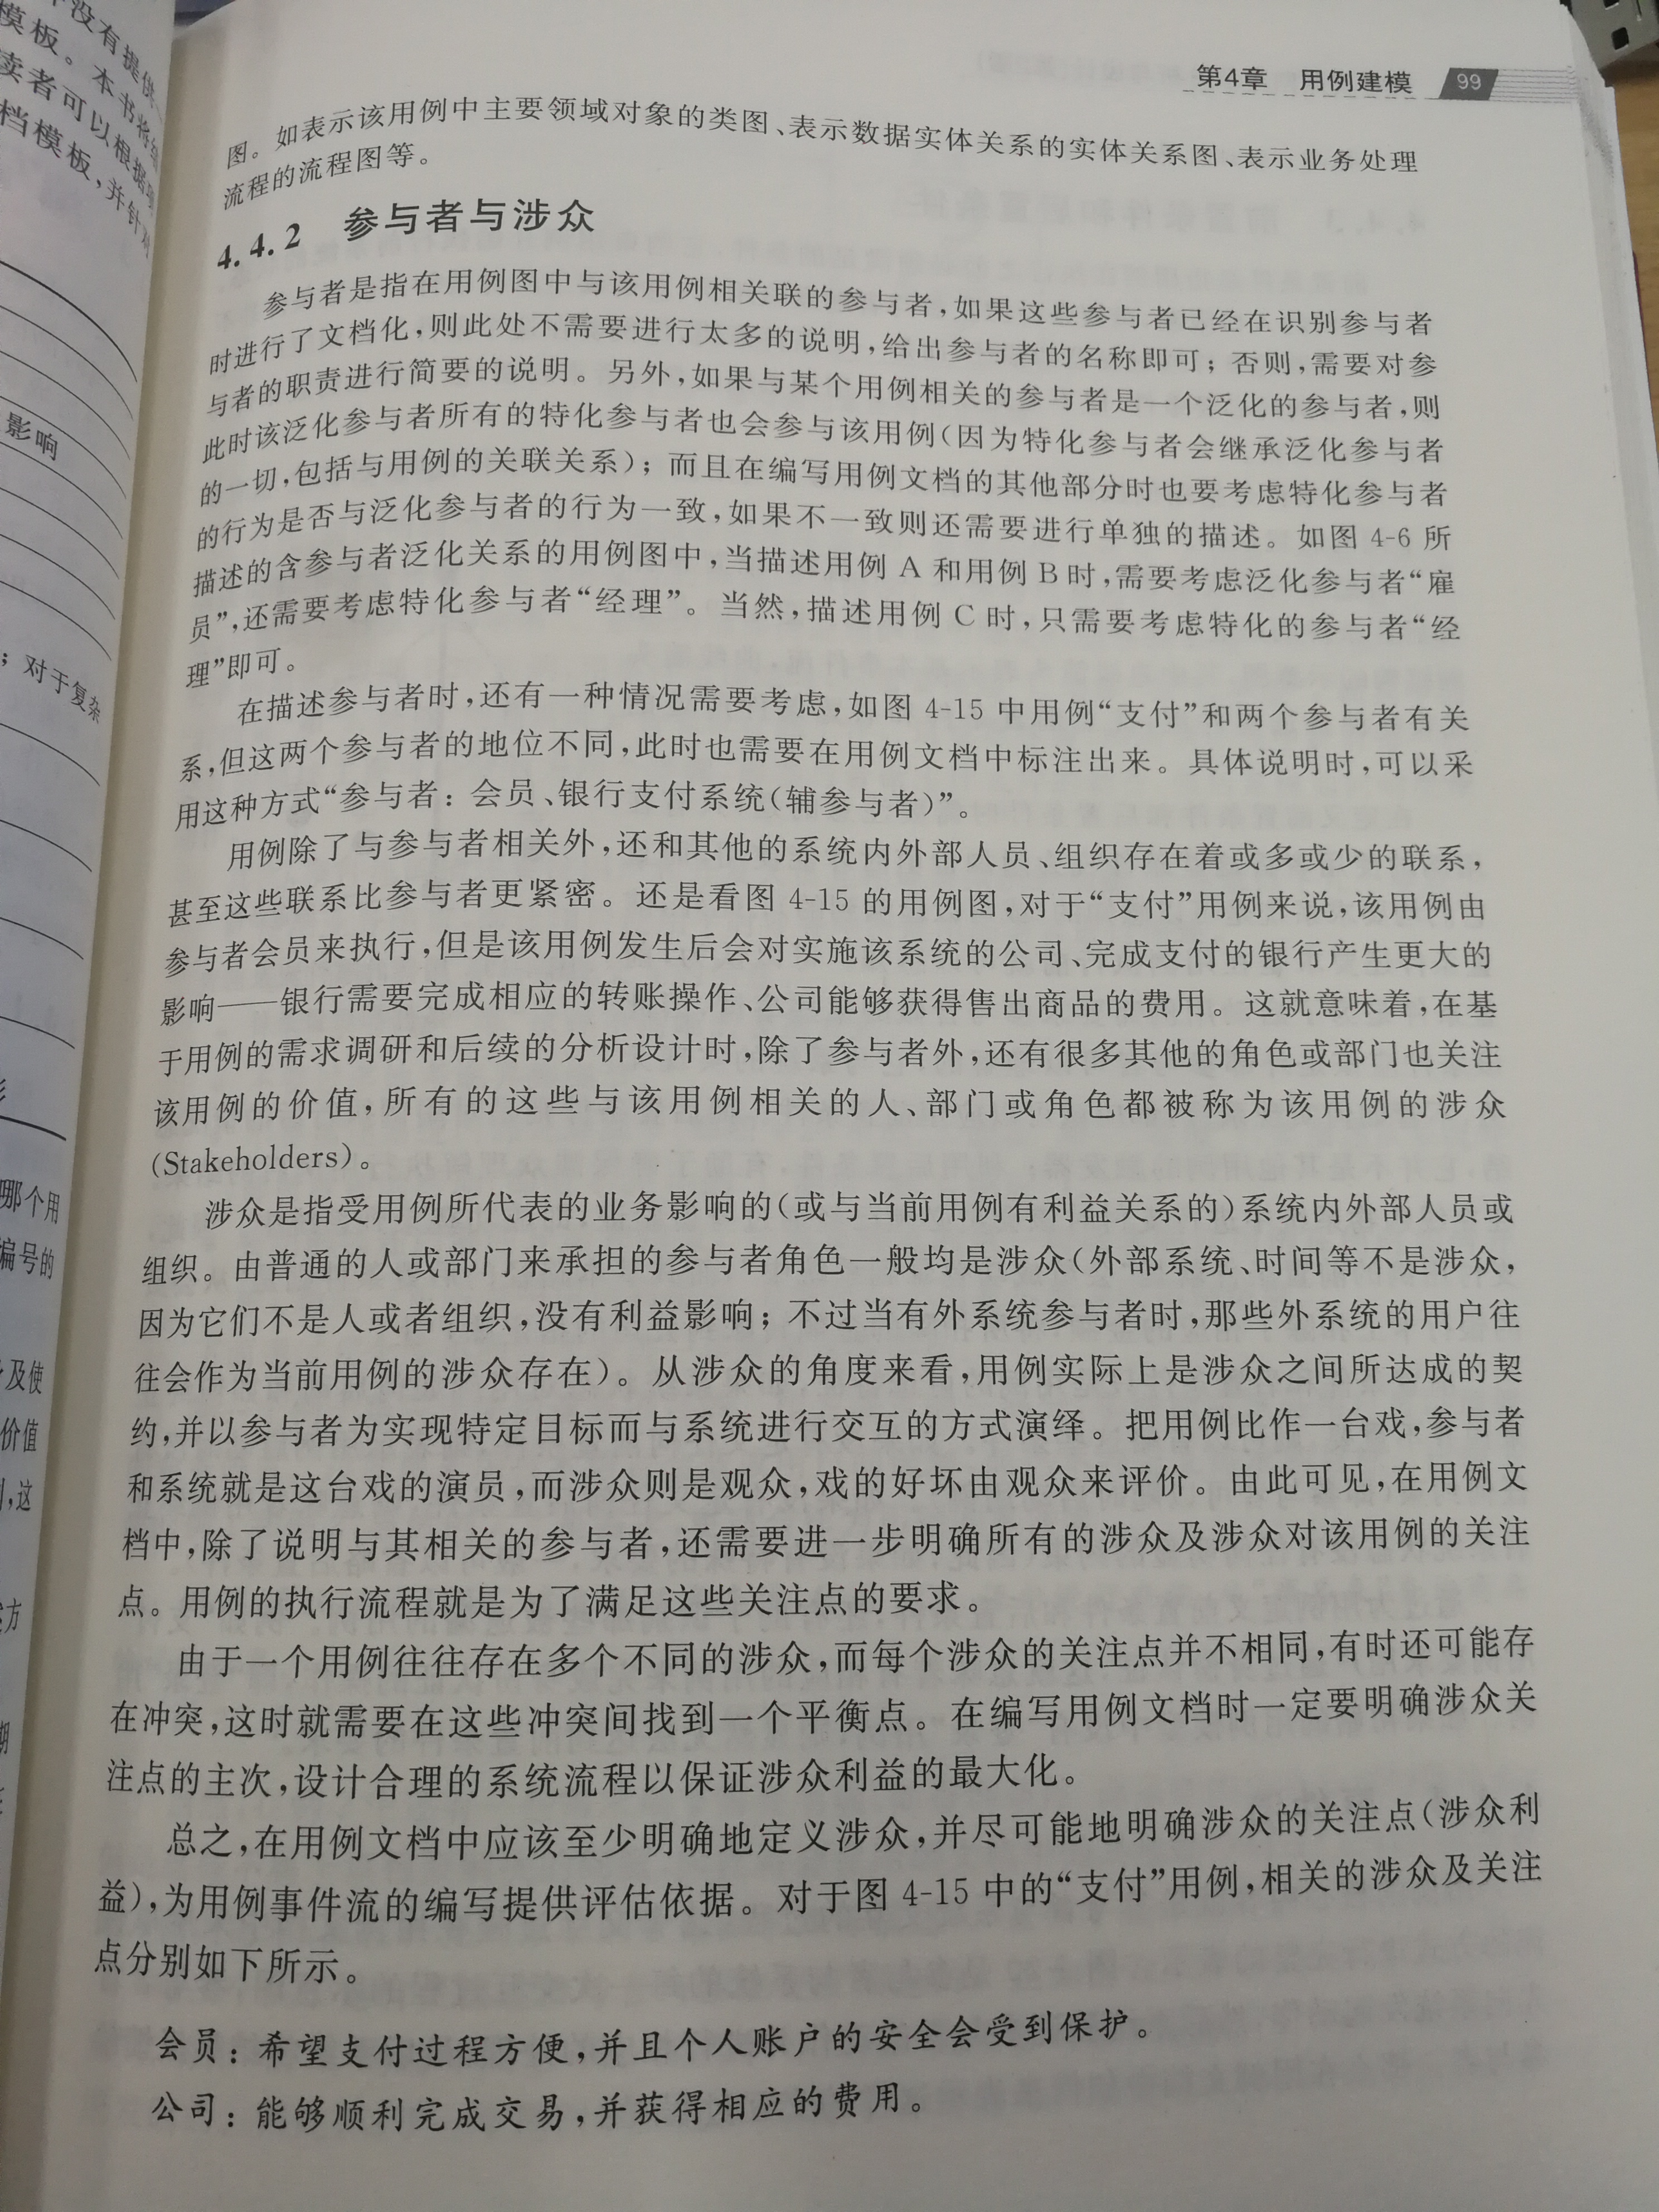 没有提供
模板。本书将给
读者可以根据
档模板,并针对
影响
；对于复杂
哪个用
编号的
及使
价值
,这
方
期
第4章 用例建模 99
图。如表示该用例中主要领域对象的类图、表示数据实体关系的实体关系图、表示业务处理
流程的流程图等。
4.4.2 参与者与涉众
参与者是指在用例图中与该用例相关联的参与者,如果这些参与者已经在识别参与者
时进行了文档化,则此处不需要进行太多的说明,给出参与者的名称即可；否则,需要对参
与者的职责进行简要的说明。另外,如果与某个用例相关的参与者是一个泛化的参与者,则
此时该泛化参与者所有的特化参与者也会参与该用例(因为特化参与者会继承泛化参与者
的一切,包括与用例的关联关系)；而且在编写用例文档的其他部分时也要考虑特化参与者
的行为是否与泛化参与者的行为一致,如果不一致则还需要进行单独的描述。如图 4-6 所
描述的含参与者泛化关系的用例图中,当描述用例 A 和用例 B 时,需要考虑泛化参与者“雇
员”,还需要考虑特化参与者“经理”。当然,描述用例 C 时,只需要考虑特化的参与者“经
理”即可。
在描述参与者时,还有一种情况需要考虑,如图 4-15 中用例“支付”和两个参与者有关
系,但这两个参与者的地位不同,此时也需要在用例文档中标注出来。具体说明时,可以采
用这种方式“参与者：会员、银行支付系统(辅参与者)”。
用例除了与参与者相关外,还和其他的系统内外部人员、组织存在着或多或少的联系,
甚至这些联系比参与者更紧密。还是看图 4-15 的用例图,对于“支付”用例来说,该用例由
参与者会员来执行,但是该用例发生后会对实施该系统的公司、完成支付的银行产生更大的
影响——银行需要完成相应的转账操作、公司能够获得售出商品的费用。这就意味着,在基
于用例的需求调研和后续的分析设计时,除了参与者外,还有很多其他的角色或部门也关注
该用例的价值,所有的这些与该用例相关的人、部门或角色都被称为该用例的涉众
(Stakeholders)。
涉众是指受用例所代表的业务影响的(或与当前用例有利益关系的)系统内外部人员或
组织。由普通的人或部门来承担的参与者角色一般均是涉众(外部系统、时间等不是涉众,
因为它们不是人或者组织,没有利益影响；不过当有外系统参与者时,那些外系统的用户往
往会作为当前用例的涉众存在)。从涉众的角度来看,用例实际上是涉众之间所达成的契
约,并以参与者为实现特定目标而与系统进行交互的方式演绎。把用例比作一台戏,参与者
和系统就是这台戏的演员,而涉众则是观众,戏的好坏由观众来评价。由此可见,在用例文
档中,除了说明与其相关的参与者,还需要进一步明确所有的涉众及涉众对该用例的关注
点。用例的执行流程就是为了满足这些关注点的要求。
由于一个用例往往存在多个不同的涉众,而每个涉众的关注点并不相同,有时还可能存
在冲突,这时就需要在这些冲突间找到一个平衡点。在编写用例文档时一定要明确涉众关
注点的主次,设计合理的系统流程以保证涉众利益的最大化。
总之,在用例文档中应该至少明确地定义涉众,并尽可能地明确涉众的关注点(涉众利
益),为用例事件流的编写提供评估依据。对于图 4-15 中的“支付”用例,相关的涉众及关注
点分别如下所示。
会员：希望支付过程方便,并且个人账户的安全会受到保护。
公司：能够顺利完成交易,并获得相应的费用。